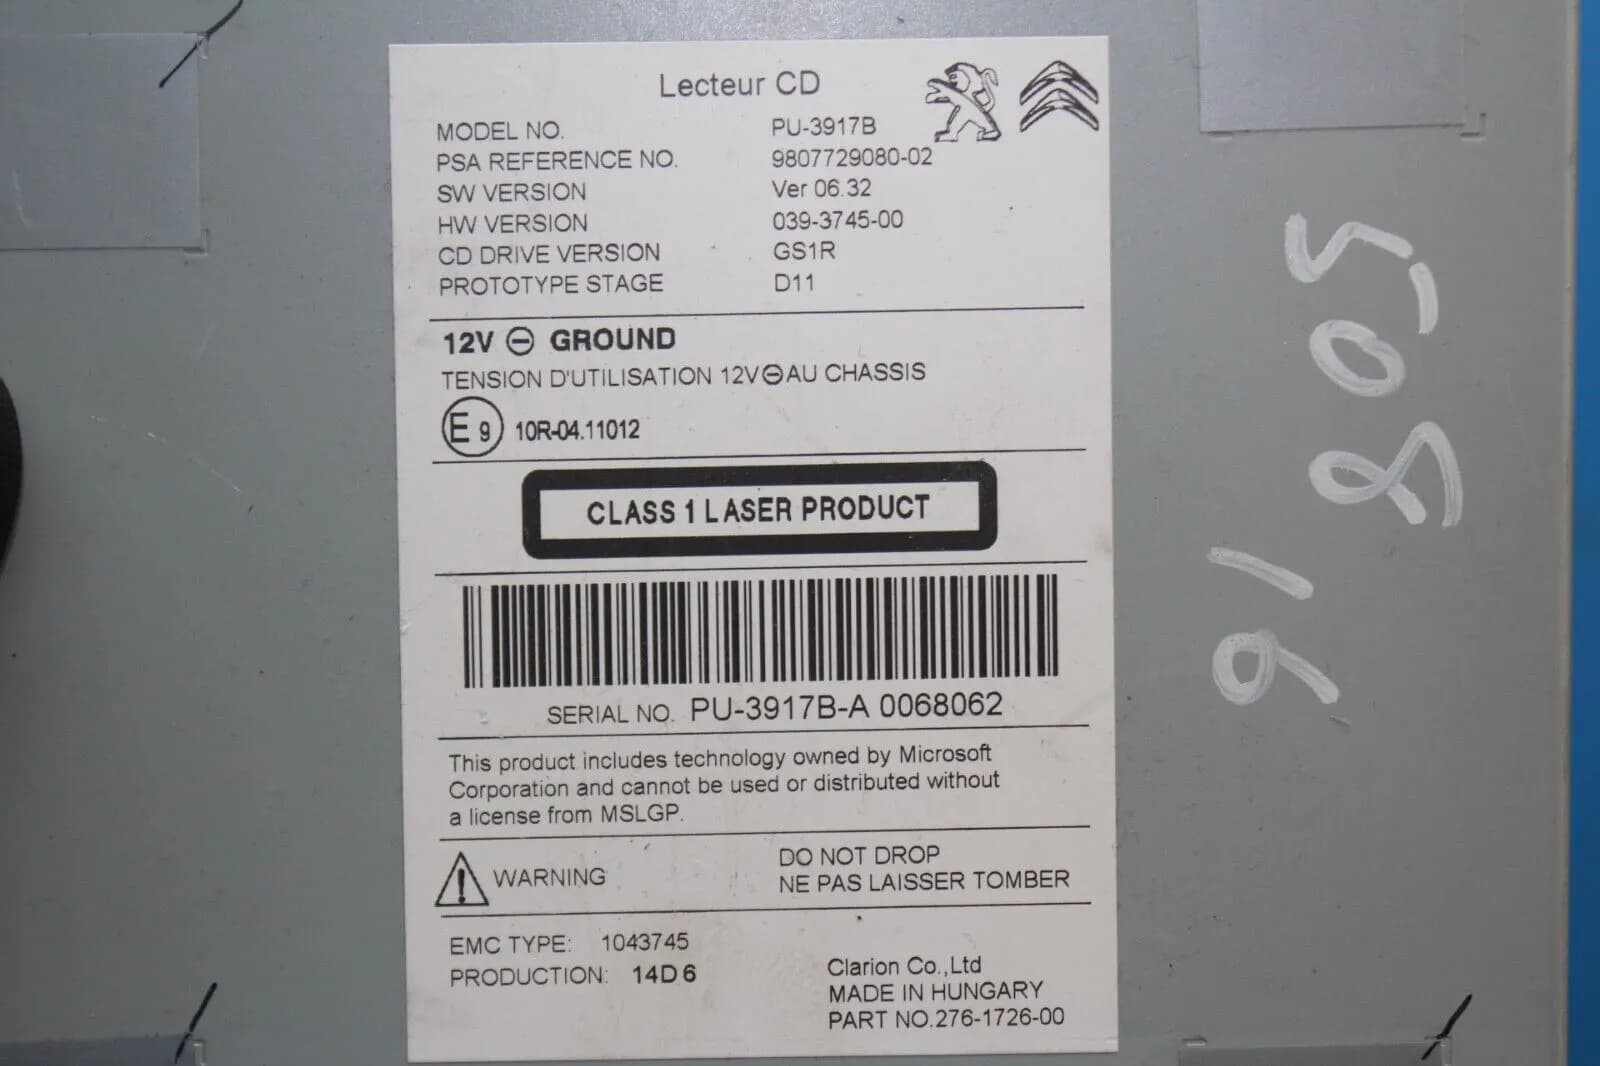 Lecteur CD
MODEL NO. PU-3917B
PSA REFERENCE NO. 9807729080-02
SW VERSION Ver 06.32
HW VERSION 039-3745-00
CD DRIVE VERSION GS1R
PROTOTYPE STAGE D11
12V ⊖ GROUND
TENSION D'UTILISATION 12V⊖AU CHASSIS
E9 10R-04.11012
CLASS 1 LASER PRODUCT
SERIAL NO. PU-3917B-A 0068062
This product includes technology owned by Microsoft
Corporation and cannot be used or distributed without
a license from MSLGP.
WARNING
DO NOT DROP
NE PAS LAISSER TOMBER
EMC TYPE: 1043745
PRODUCTION: 14D6
Clarion Co.,Ltd
MADE IN HUNGARY
PART NO.276-1726-00